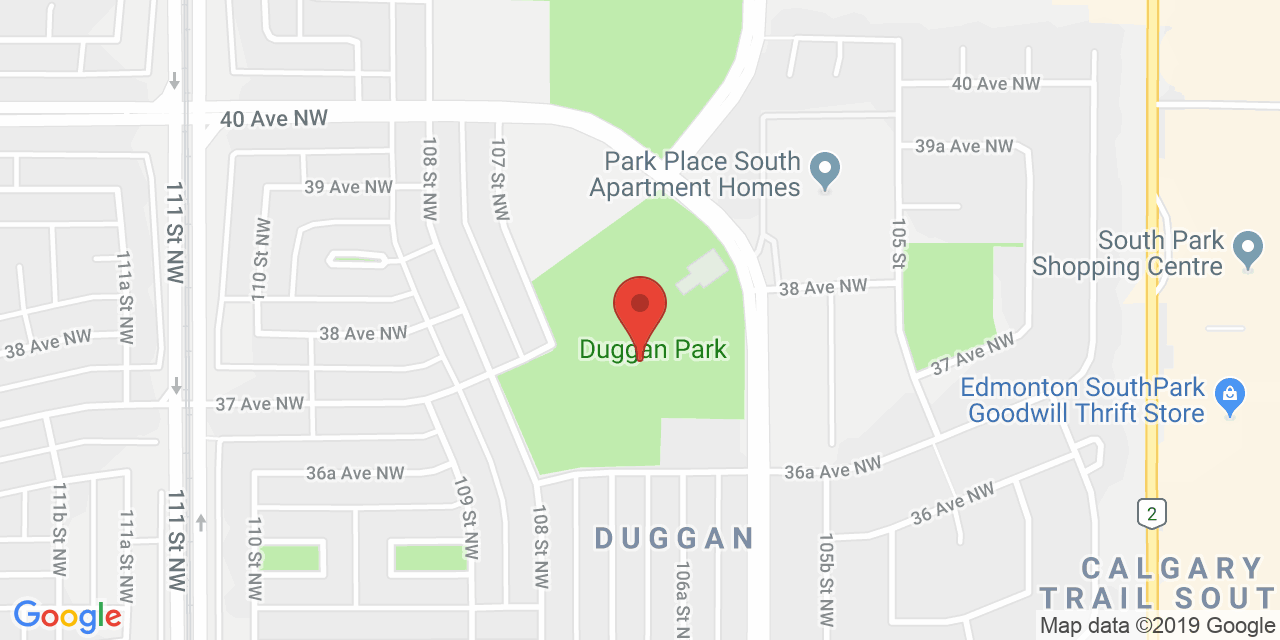 40 Ave NW
40 Ave NW
39a Ave NW
Park Place South
Apartment Homes
108 St NW
107 St NW
39 Ave NW
111 St NW
110 St NW
111a St NW
105 St
South Park
Shopping Centre
38 Ave NW
38 Ave NW
38 Ave NW
Duggan Park
37 Ave NW
37 Ave NW
Edmonton SouthPark
Goodwill Thrift Store
36a Ave NW
36a Ave NW
36 Ave NW
109 St NW
111 St NW
111b St NW
111a St NW
110 St NW
108 St NW
DUGGAN
106a St N
105b St NW
2
CALGARY
TRAIL SOUT
Google
Map data ©2019 Google